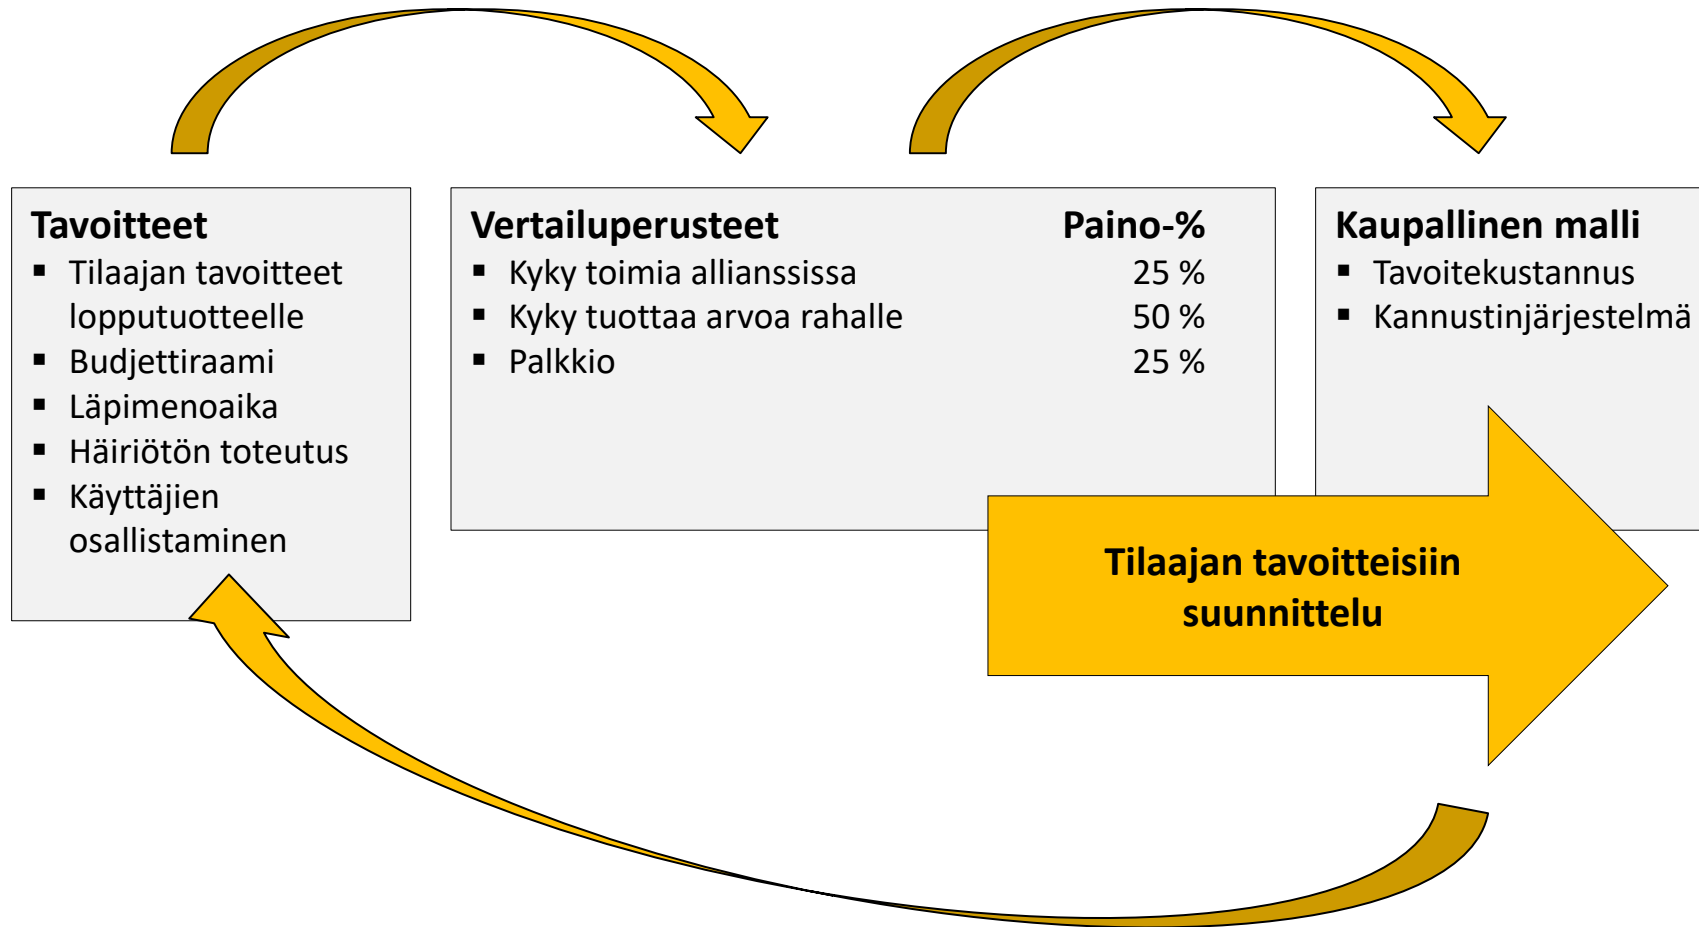 Tavoitteet
▪ Tilaajan tavoitteet
lopputuotteelle
▪ Budjettiraami
▪ Läpimenoaika
▪ Häiriötön toteutus
▪ Käyttäjien
osallistaminen
Vertailuperusteet Paino-%
▪ Kyky toimia allianssissa 25 %
▪ Kyky tuottaa arvoa rahalle 50 %
▪ Palkkio 25 %
Kaupallinen malli
▪ Tavoitekustannus
▪ Kannustinjärjestelmä
Tilaajan tavoitteisiin
suunnittelu